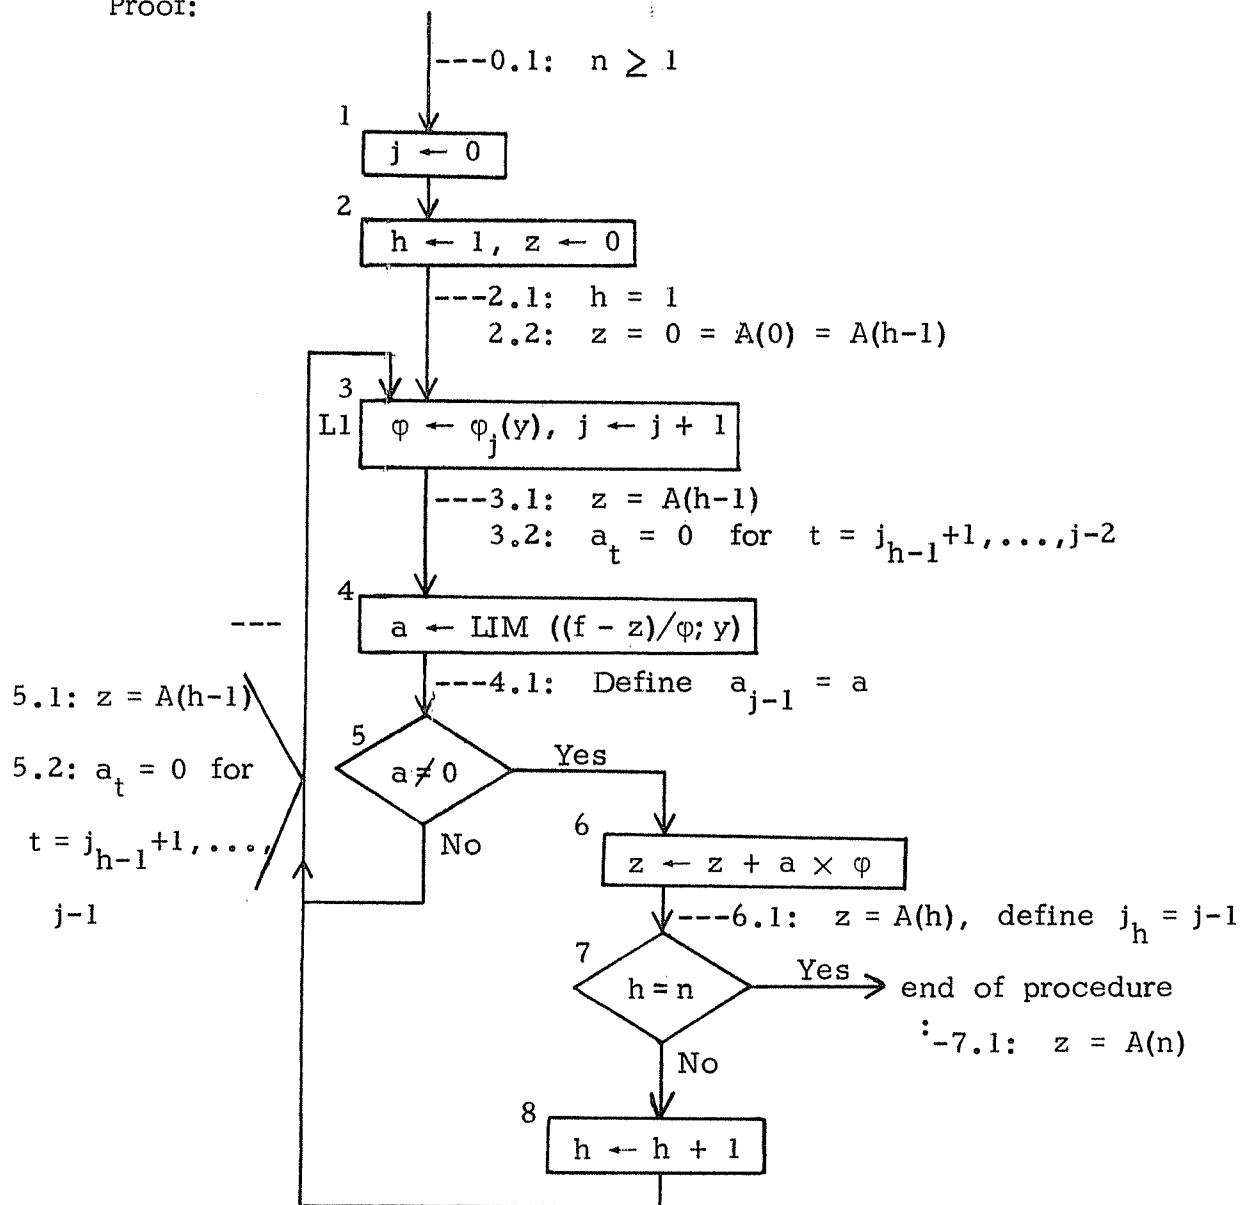 Proof:
---0.1: n ≥ 1
1
j ← 0
2
h ← 1, z ← 0
---2.1: h = 1
2.2: z = 0 = A(0) = A(h-1)
3
L1 φ ← φ_j(y), j ← j + 1
---3.1: z = A(h-1)
3.2: a_t = 0 for t = j_{h-1}+1,...,j-2
4
a ← LIM ((f - z)/φ; y)
---
---4.1: Define a_{j-1} = a
5.1: z = A(h-1)
5.2: a_t = 0 for
t = j_{h-1}+1,...,
j-1
5
a ≠ 0
Yes
No
6
z ← z + a × φ
---6.1: z = A(h), define j_h = j-1
7
h = n
Yes
end of procedure
:-7.1: z = A(n)
No
8
h ← h + 1